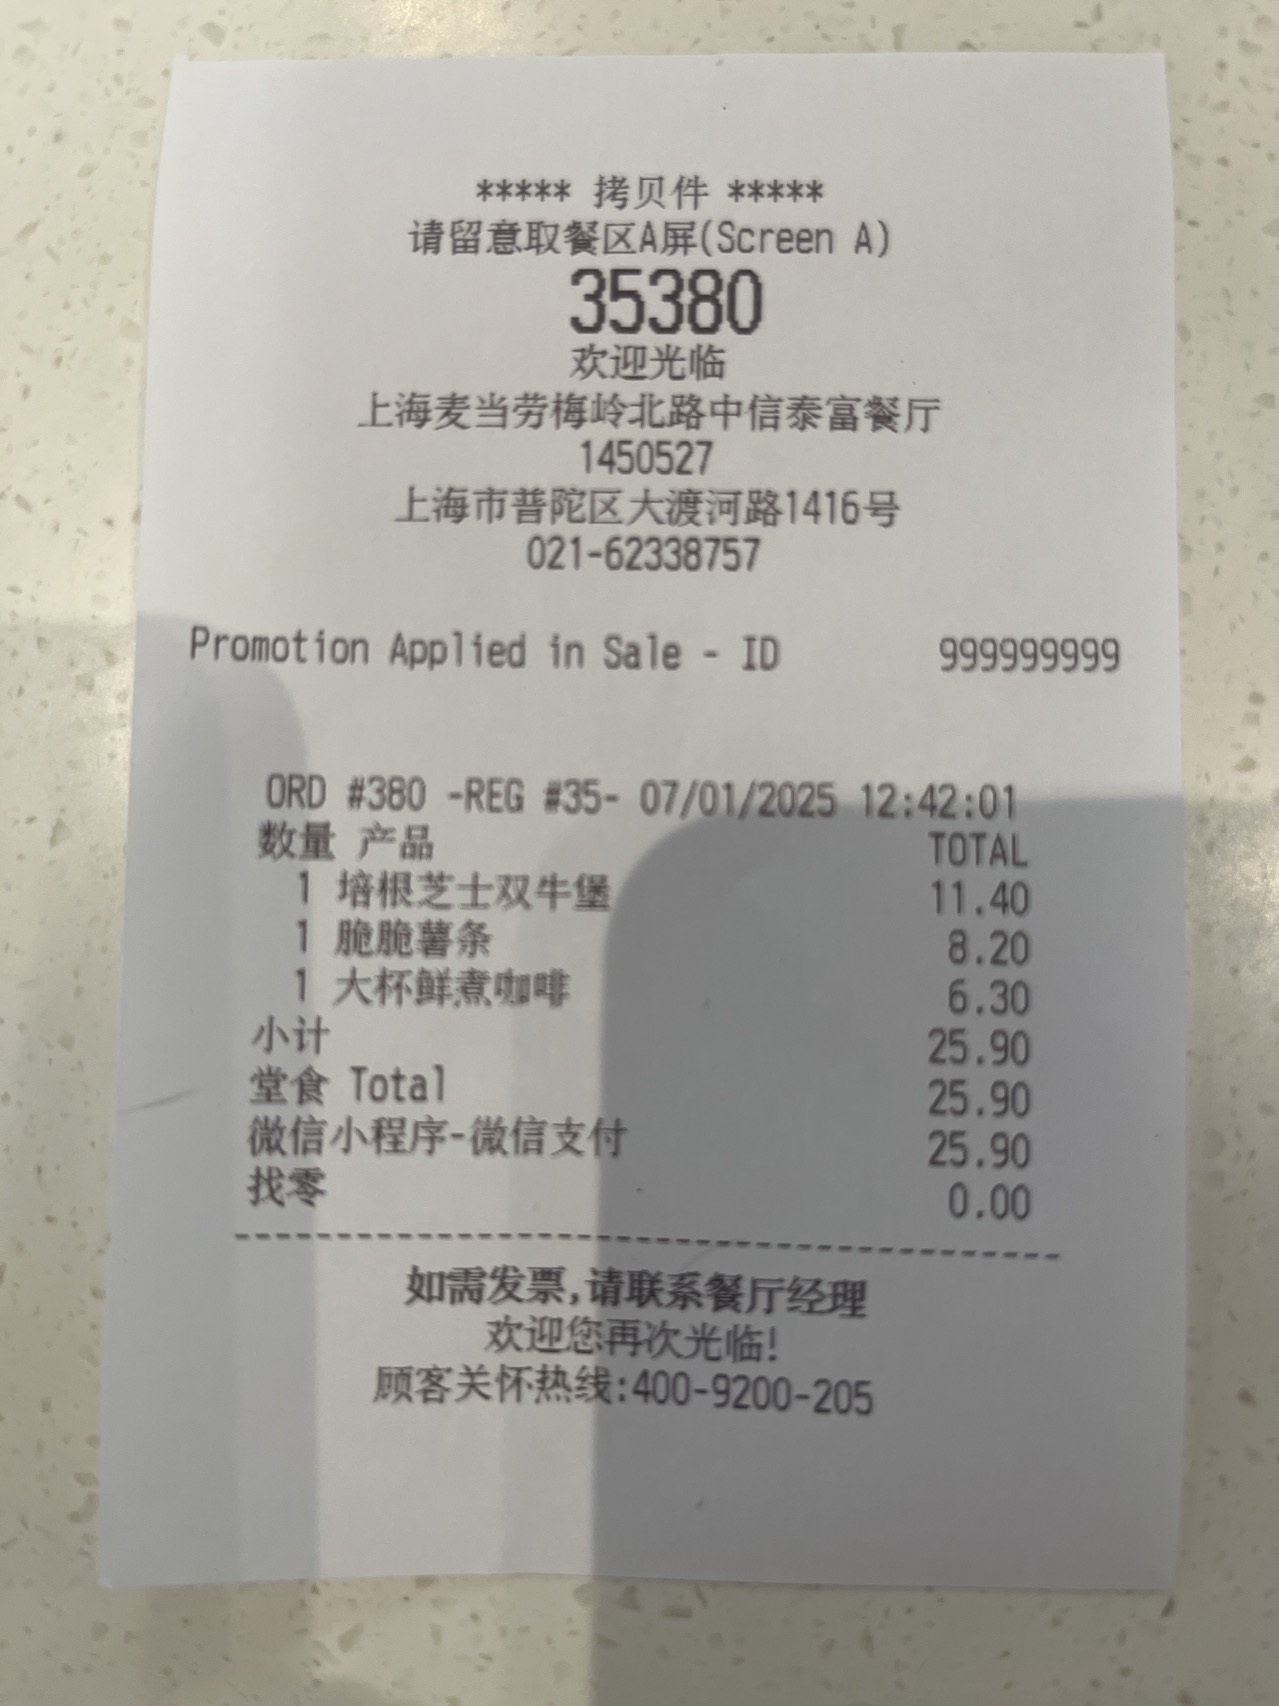 ***** 拷贝件 *****
请留意取餐区A屏(Screen A)
35380
欢迎光临
上海麦当劳梅岭北路中信泰富餐厅
1450527
上海市普陀区大渡河路1416号
021-62338757
Promotion Applied in Sale - ID 999999999
ORD #380 -REG #35- 07/01/2025 12:42:01
数量 产品 TOTAL
1 培根芝士双牛堡 11.40
1 脆脆薯条 8.20
1 大杯鲜煮咖啡 6.30
小计 25.90
堂食 Total 25.90
微信小程序-微信支付 25.90
找零 0.00
------------------------------------------
如需发票,请联系餐厅经理
欢迎您再次光临!
顾客关怀热线:400-9200-205